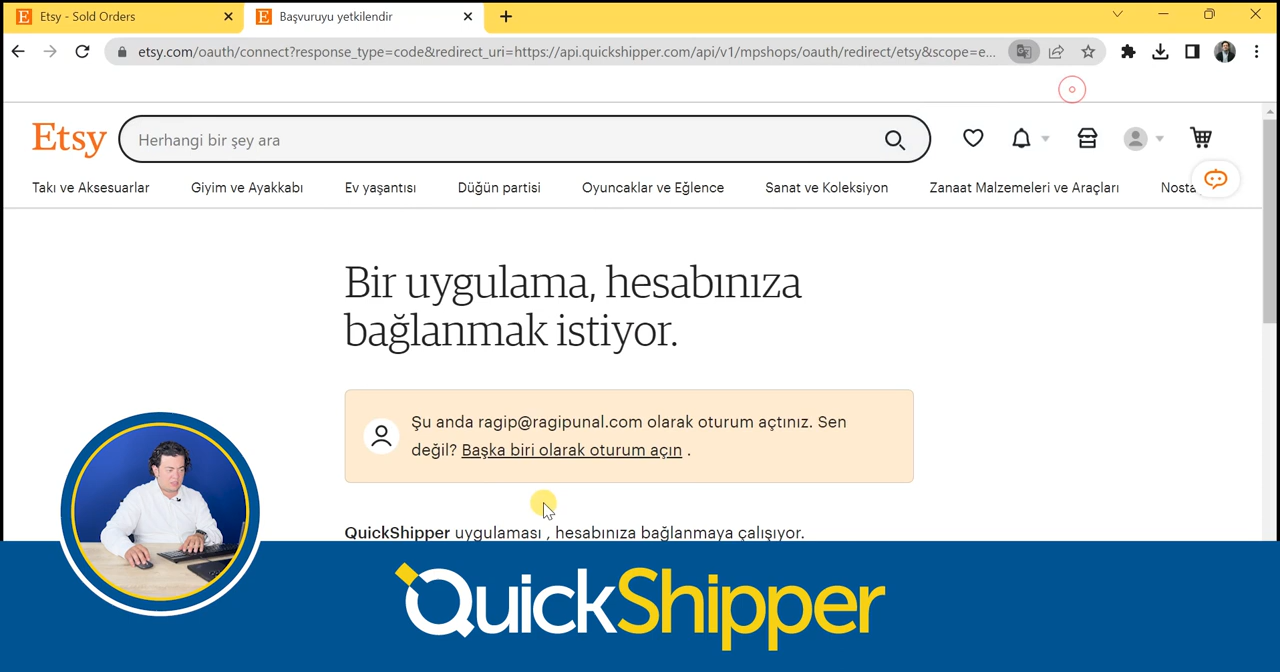 Etsy - Sold Orders
Başvuruyu yetkilendir
etsy.com/oauth/connect?response_type=code&redirect_uri=https://api.quickshipper.com/api/v1/mpshops/oauth/redirect/etsy&scope=e...
Etsy
Herhangi bir şey ara
Takı ve Aksesuarlar
Giyim ve Ayakkabı
Ev yaşantısı
Düğün partisi
Oyuncaklar ve Eğlence
Sanat ve Koleksiyon
Zanaat Malzemeleri ve Araçları
Nosta
Bir uygulama, hesabınıza
bağlanmak istiyor.
Şu anda ragip@ragipunal.com olarak oturum açtınız. Sen
değil? Başka biri olarak oturum açın .
QuickShipper uygulaması , hesabınıza bağlanmaya çalışıyor.
QuickShipper